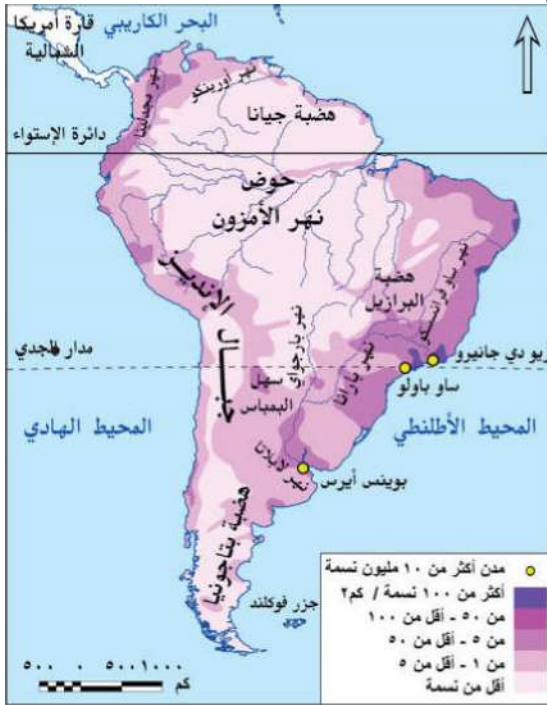 قارة أمريكا
الشمالية
البحر الكاريبي
نهر مجدلينا
نهر أورينكو
هضبة جيانا
دائرة الإستواء
حوض
نهر الأمزون
جبال الإنديز
هضبة
البرازيل
نهر ساو فرانسسكو
نهر بارجواي
نهر بارانا
مدار الجدي
سهل
البمباس
ريو دي جانيرو
ساو باولو
المحيط الهادي
المحيط الأطلنطي
نهر لابلاتا
بوينس أيرس
هضبة بتاجونيا
جزر فوكلند
مدن أكثر من ١٠ مليون نسمة
أكثر من ١٠٠ نسمة / كم٢
من ٥٠ - أقل من ١٠٠
من ٥ - أقل من ٥٠
من ١ - أقل من ٥
أقل من نسمة
٥٠٠ ٠ ٥٠٠ ١٠٠٠
كم